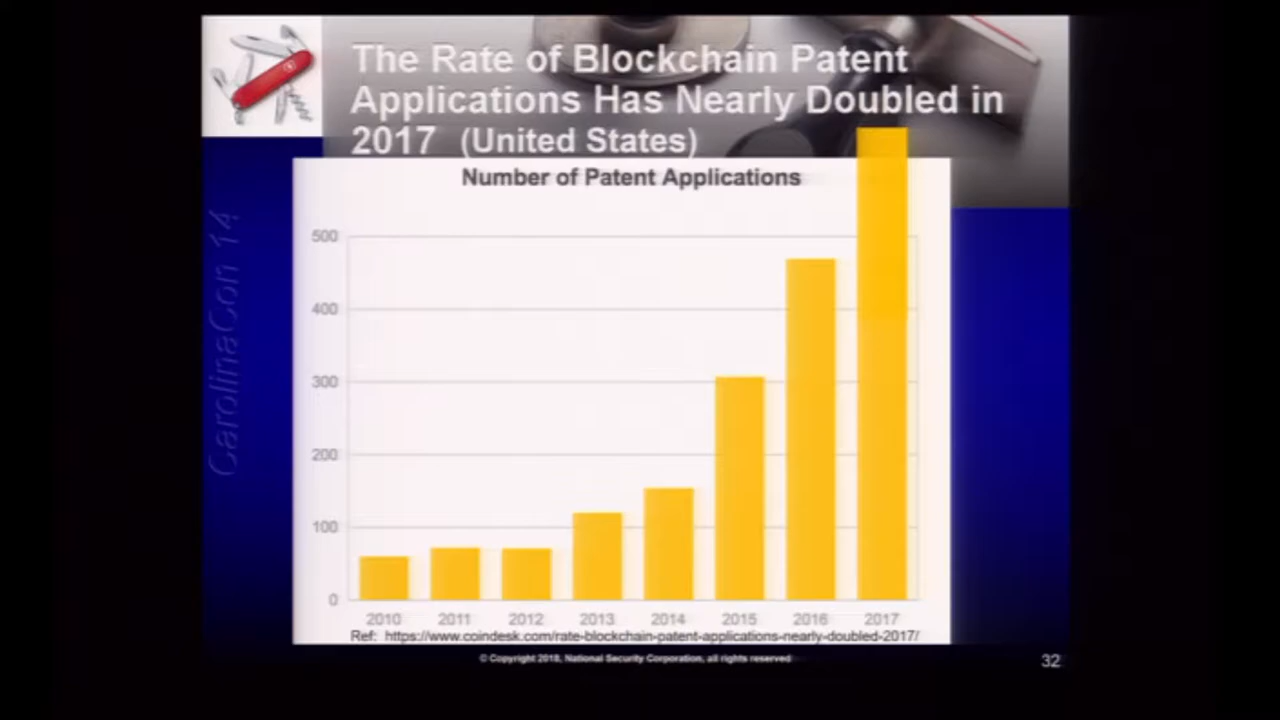 The Rate of Blockchain Patent
Applications Has Nearly Doubled in
2017 (United States)
CarolinaCon 14
Number of Patent Applications
500
400
300
200
100
0
2010 2011 2012 2013 2014 2015 2016 2017
Ref: https://www.coindesk.com/rate-blockchain-patent-applications-nearly-doubled-2017/
© Copyright 2018, National Security Corporation, all rights reserved
32